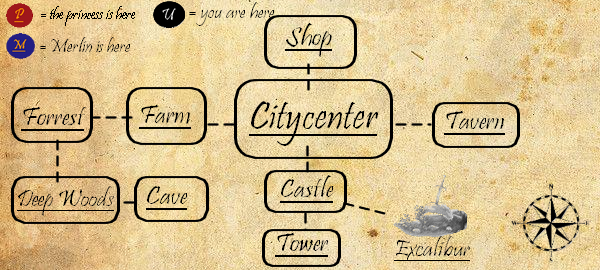 P = the princess is here
U = you are here
M = Merlin is here
Shop
Forrest
Farm
Citycenter
Tavern
Deep Woods
Cave
Castle
Excalibur
Tower